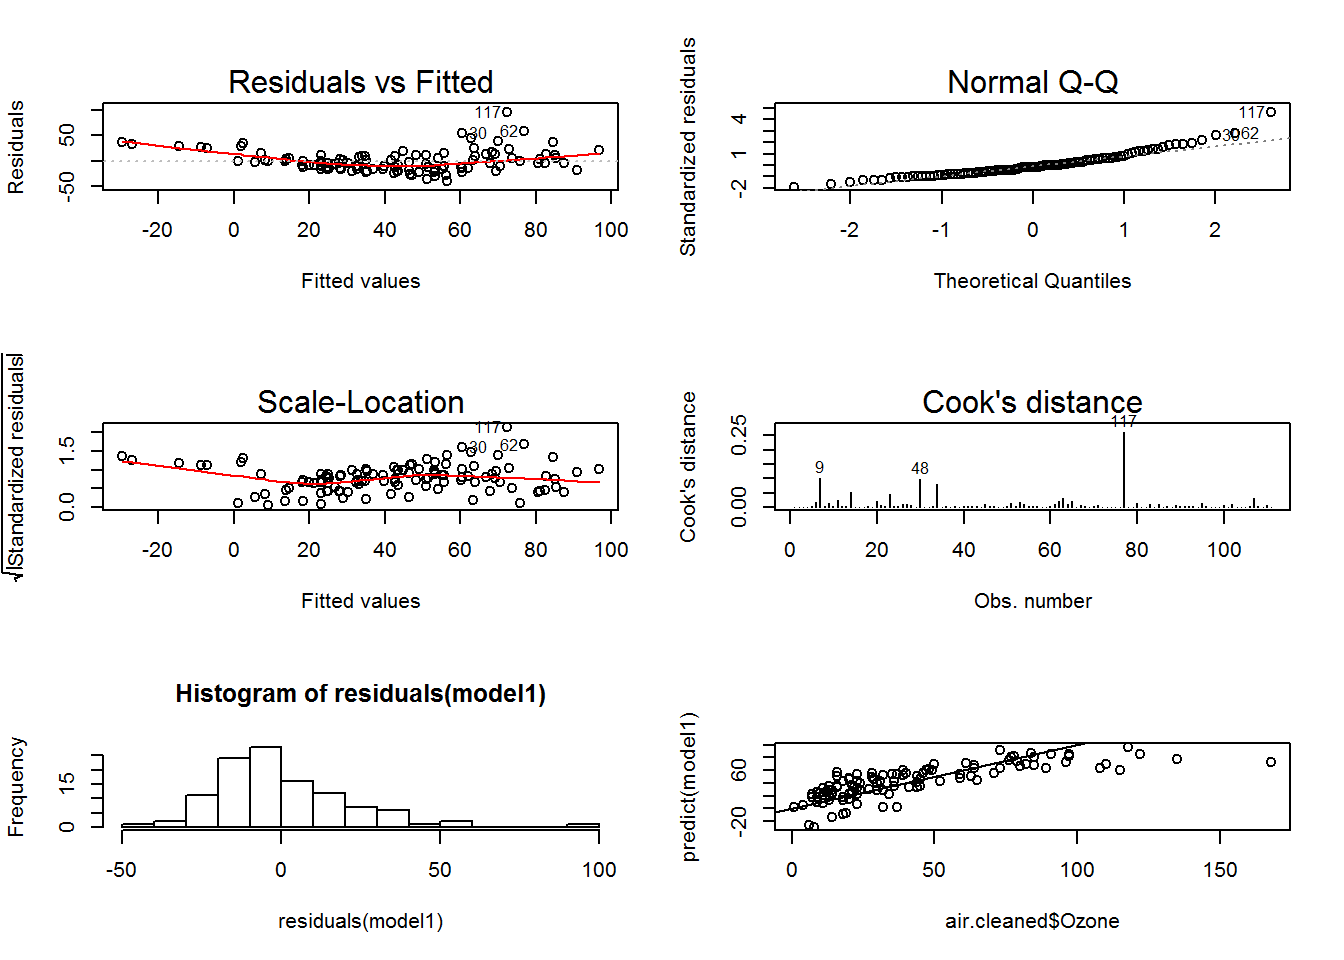 Residuals vs Fitted
Residuals
-50 50
117
30 62
-20 0 20 40 60 80 100
Fitted values
Normal Q-Q
Standardized residuals
-2 1 4
117
30 62
-2 -1 0 1 2
Theoretical Quantiles
Scale-Location
√|Standardized residuals|
0.0 1.5
117
30 62
-20 0 20 40 60 80 100
Fitted values
Cook's distance
Cook's distance
0.00 0.25
117
9 48
0 20 40 60 80 100
Obs. number
Histogram of residuals(model1)
Frequency
0 15
-50 0 50 100
residuals(model1)
predict(model1)
-20 60
0 50 100 150
air.cleaned$Ozone